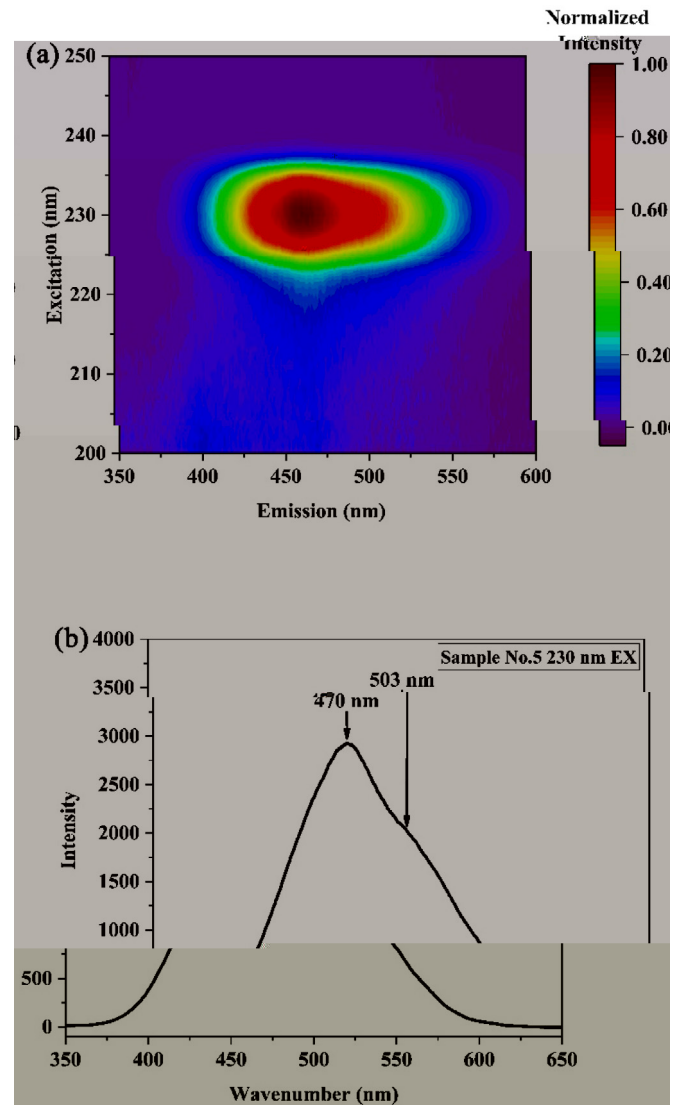 Normalized
Intensity
(a)
250
240
230
220
210
200
Excitation (nm)
350 400 450 500 550 600
Emission (nm)
1.00
0.80
0.60
0.40
0.20
0.00
(b)
4000
3500
3000
2500
2000
1500
1000
500
0
Intensity
Sample No.5 230 nm EX
503 nm
470 nm
350 400 450 500 550 600 650
Wavenumber (nm)